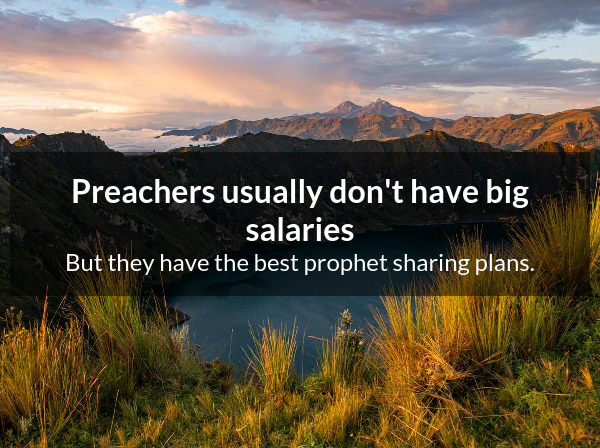 Preachers usually don't have big
salaries
But they have the best prophet sharing plans.